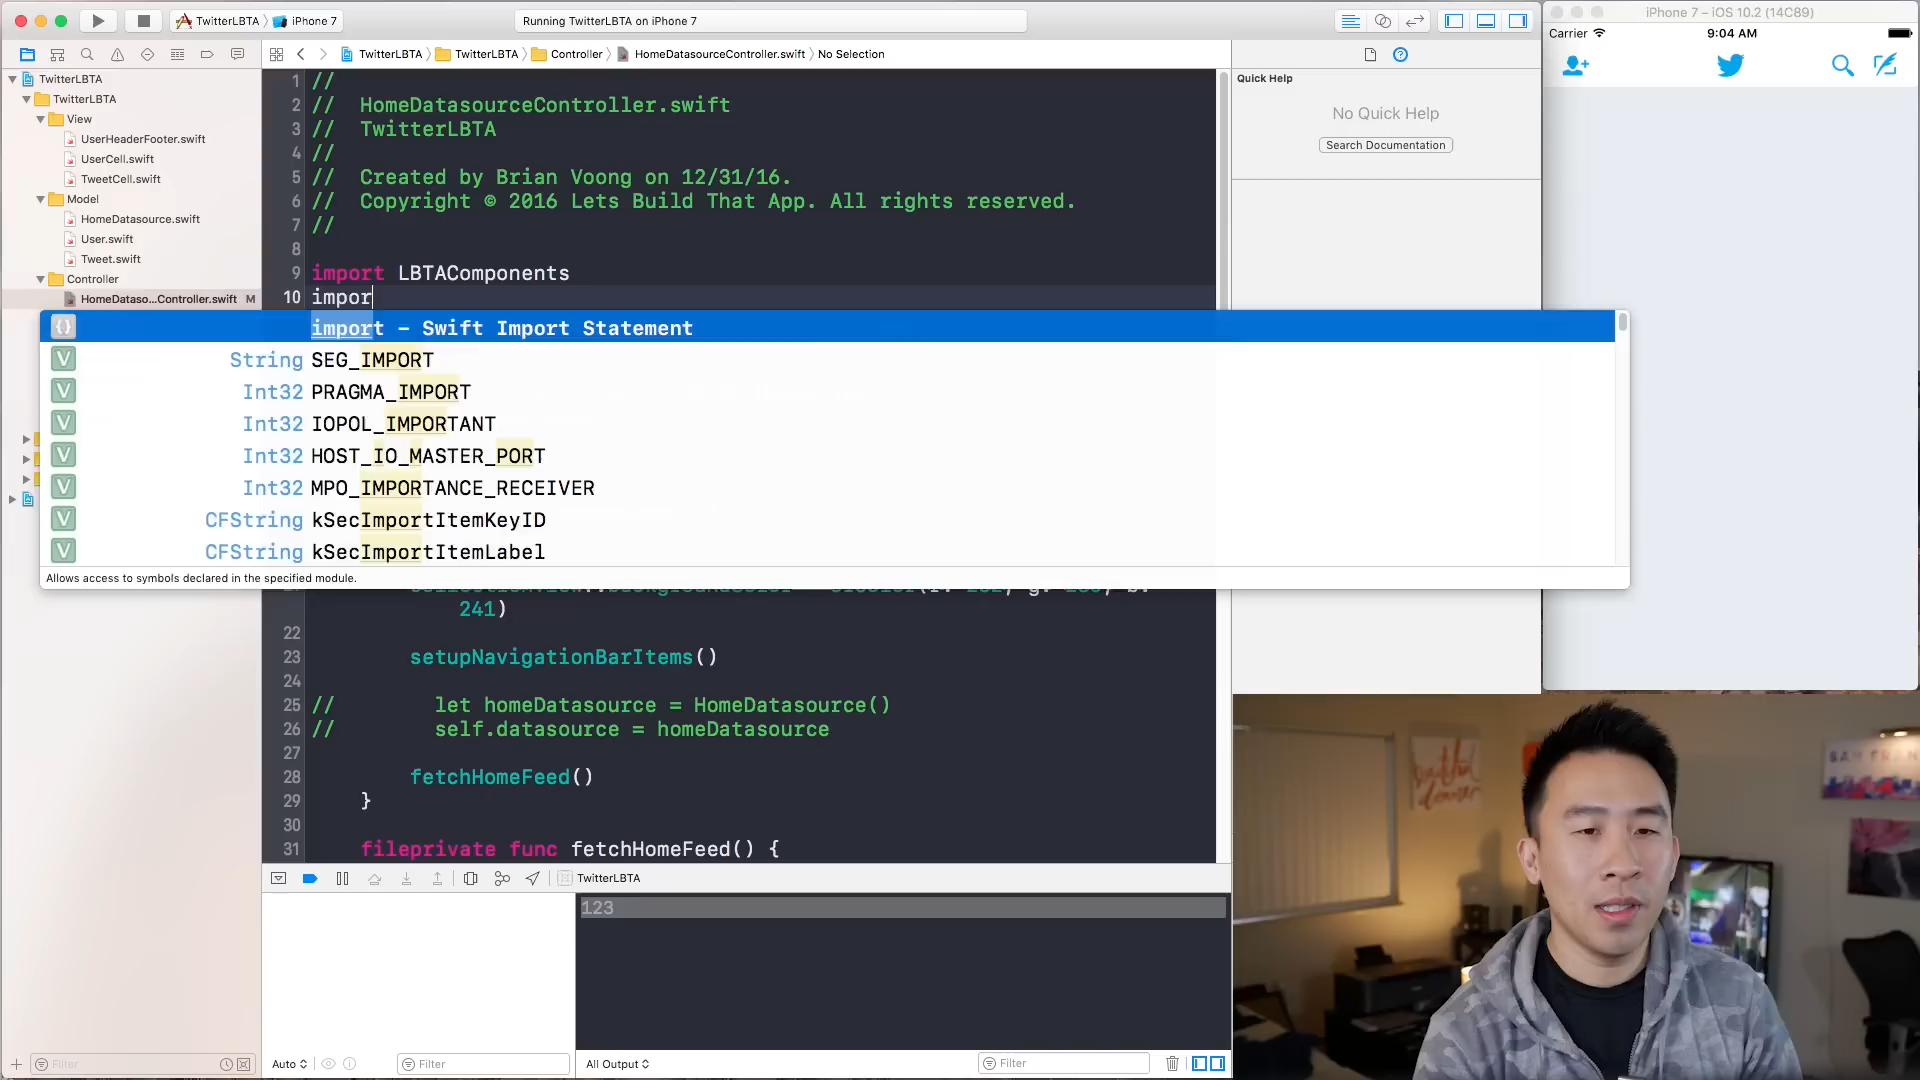 TwitterLBTA
iPhone 7
Running TwitterLBTA on iPhone 7
iPhone 7 – iOS 10.2 (14C89)
Carrier
9:04 AM
TwitterLBTA
TwitterLBTA
Controller
HomeDatasourceController.swift
No Selection
TwitterLBTA
TwitterLBTA
View
UserHeaderFooter.swift
UserCell.swift
TweetCell.swift
Model
HomeDatasource.swift
User.swift
Tweet.swift
Controller
HomeDataso...Controller.swift M
1 //
2 // HomeDatasourceController.swift
3 // TwitterLBTA
4 //
5 // Created by Brian Voong on 12/31/16.
6 // Copyright © 2016 Lets Build That App. All rights reserved.
7 //
8
9 import LBTAComponents
10 impor
Quick Help
No Quick Help
Search Documentation
{} import – Swift Import Statement
V String SEG_IMPORT
V Int32 PRAGMA_IMPORT
V Int32 IOPOL_IMPORTANT
V Int32 HOST_IO_MASTER_PORT
V Int32 MPO_IMPORTANCE_RECEIVER
V CFString kSecImportItemKeyID
V CFString kSecImportItemLabel
Allows access to symbols declared in the specified module.
241)
22
23 setupNavigationBarItems()
24
25 // let homeDatasource = HomeDatasource()
26 // self.datasource = homeDatasource
27
28 fetchHomeFeed()
29 }
30
31 fileprivate func fetchHomeFeed() {
TwitterLBTA
123
Filter
Auto
Filter
All Output
Filter